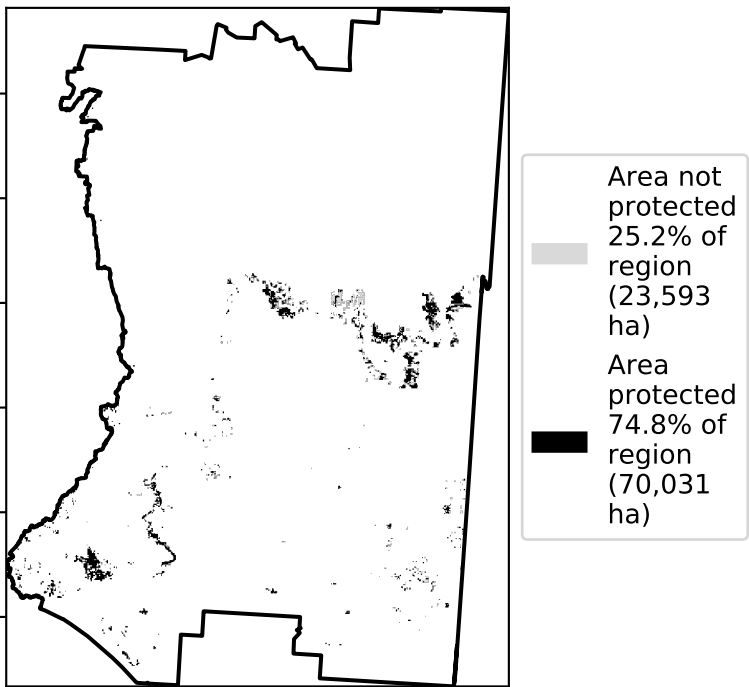 Area not
protected
25.2% of
region
(23,593
ha)
Area
protected
74.8% of
region
(70,031
ha)